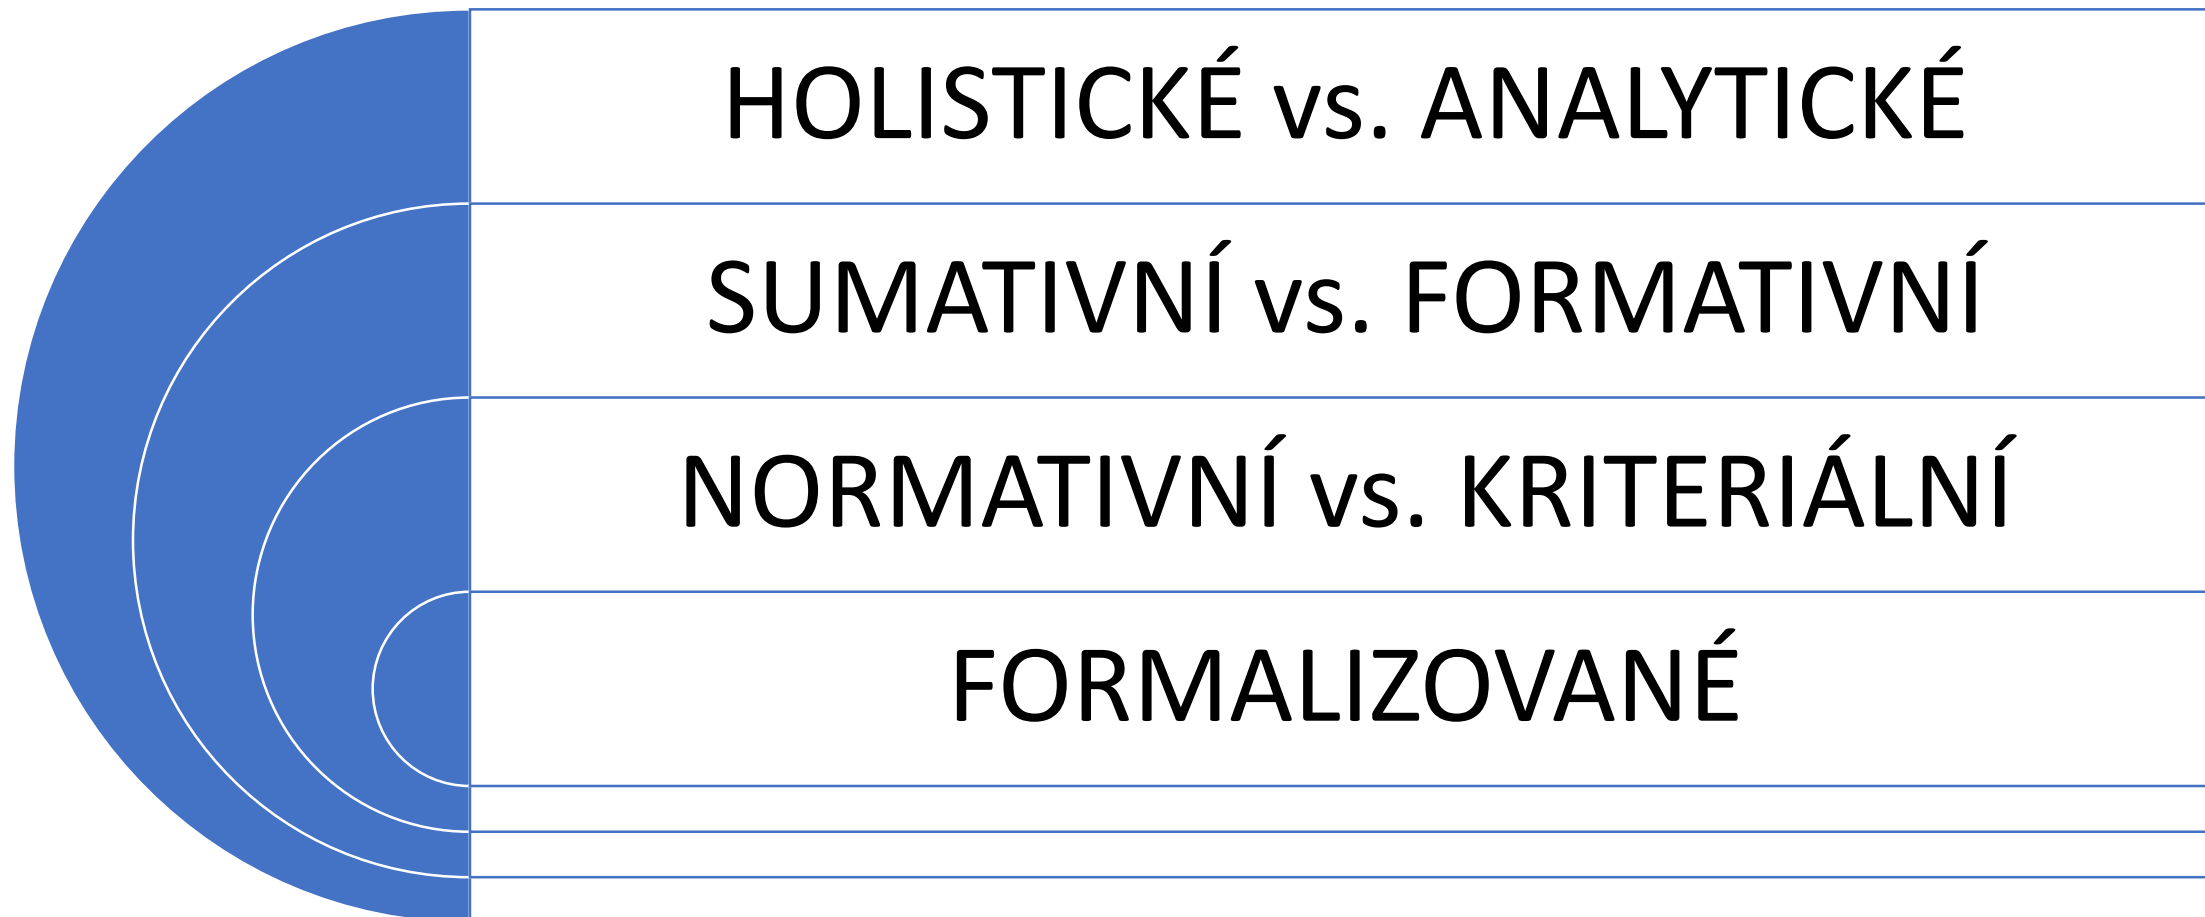 HOLISTICKÉ vs. ANALYTICKÉ
SUMATIVNÍ vs. FORMATIVNÍ
NORMATIVNÍ vs. KRITERIÁLNÍ
FORMALIZOVANÉ